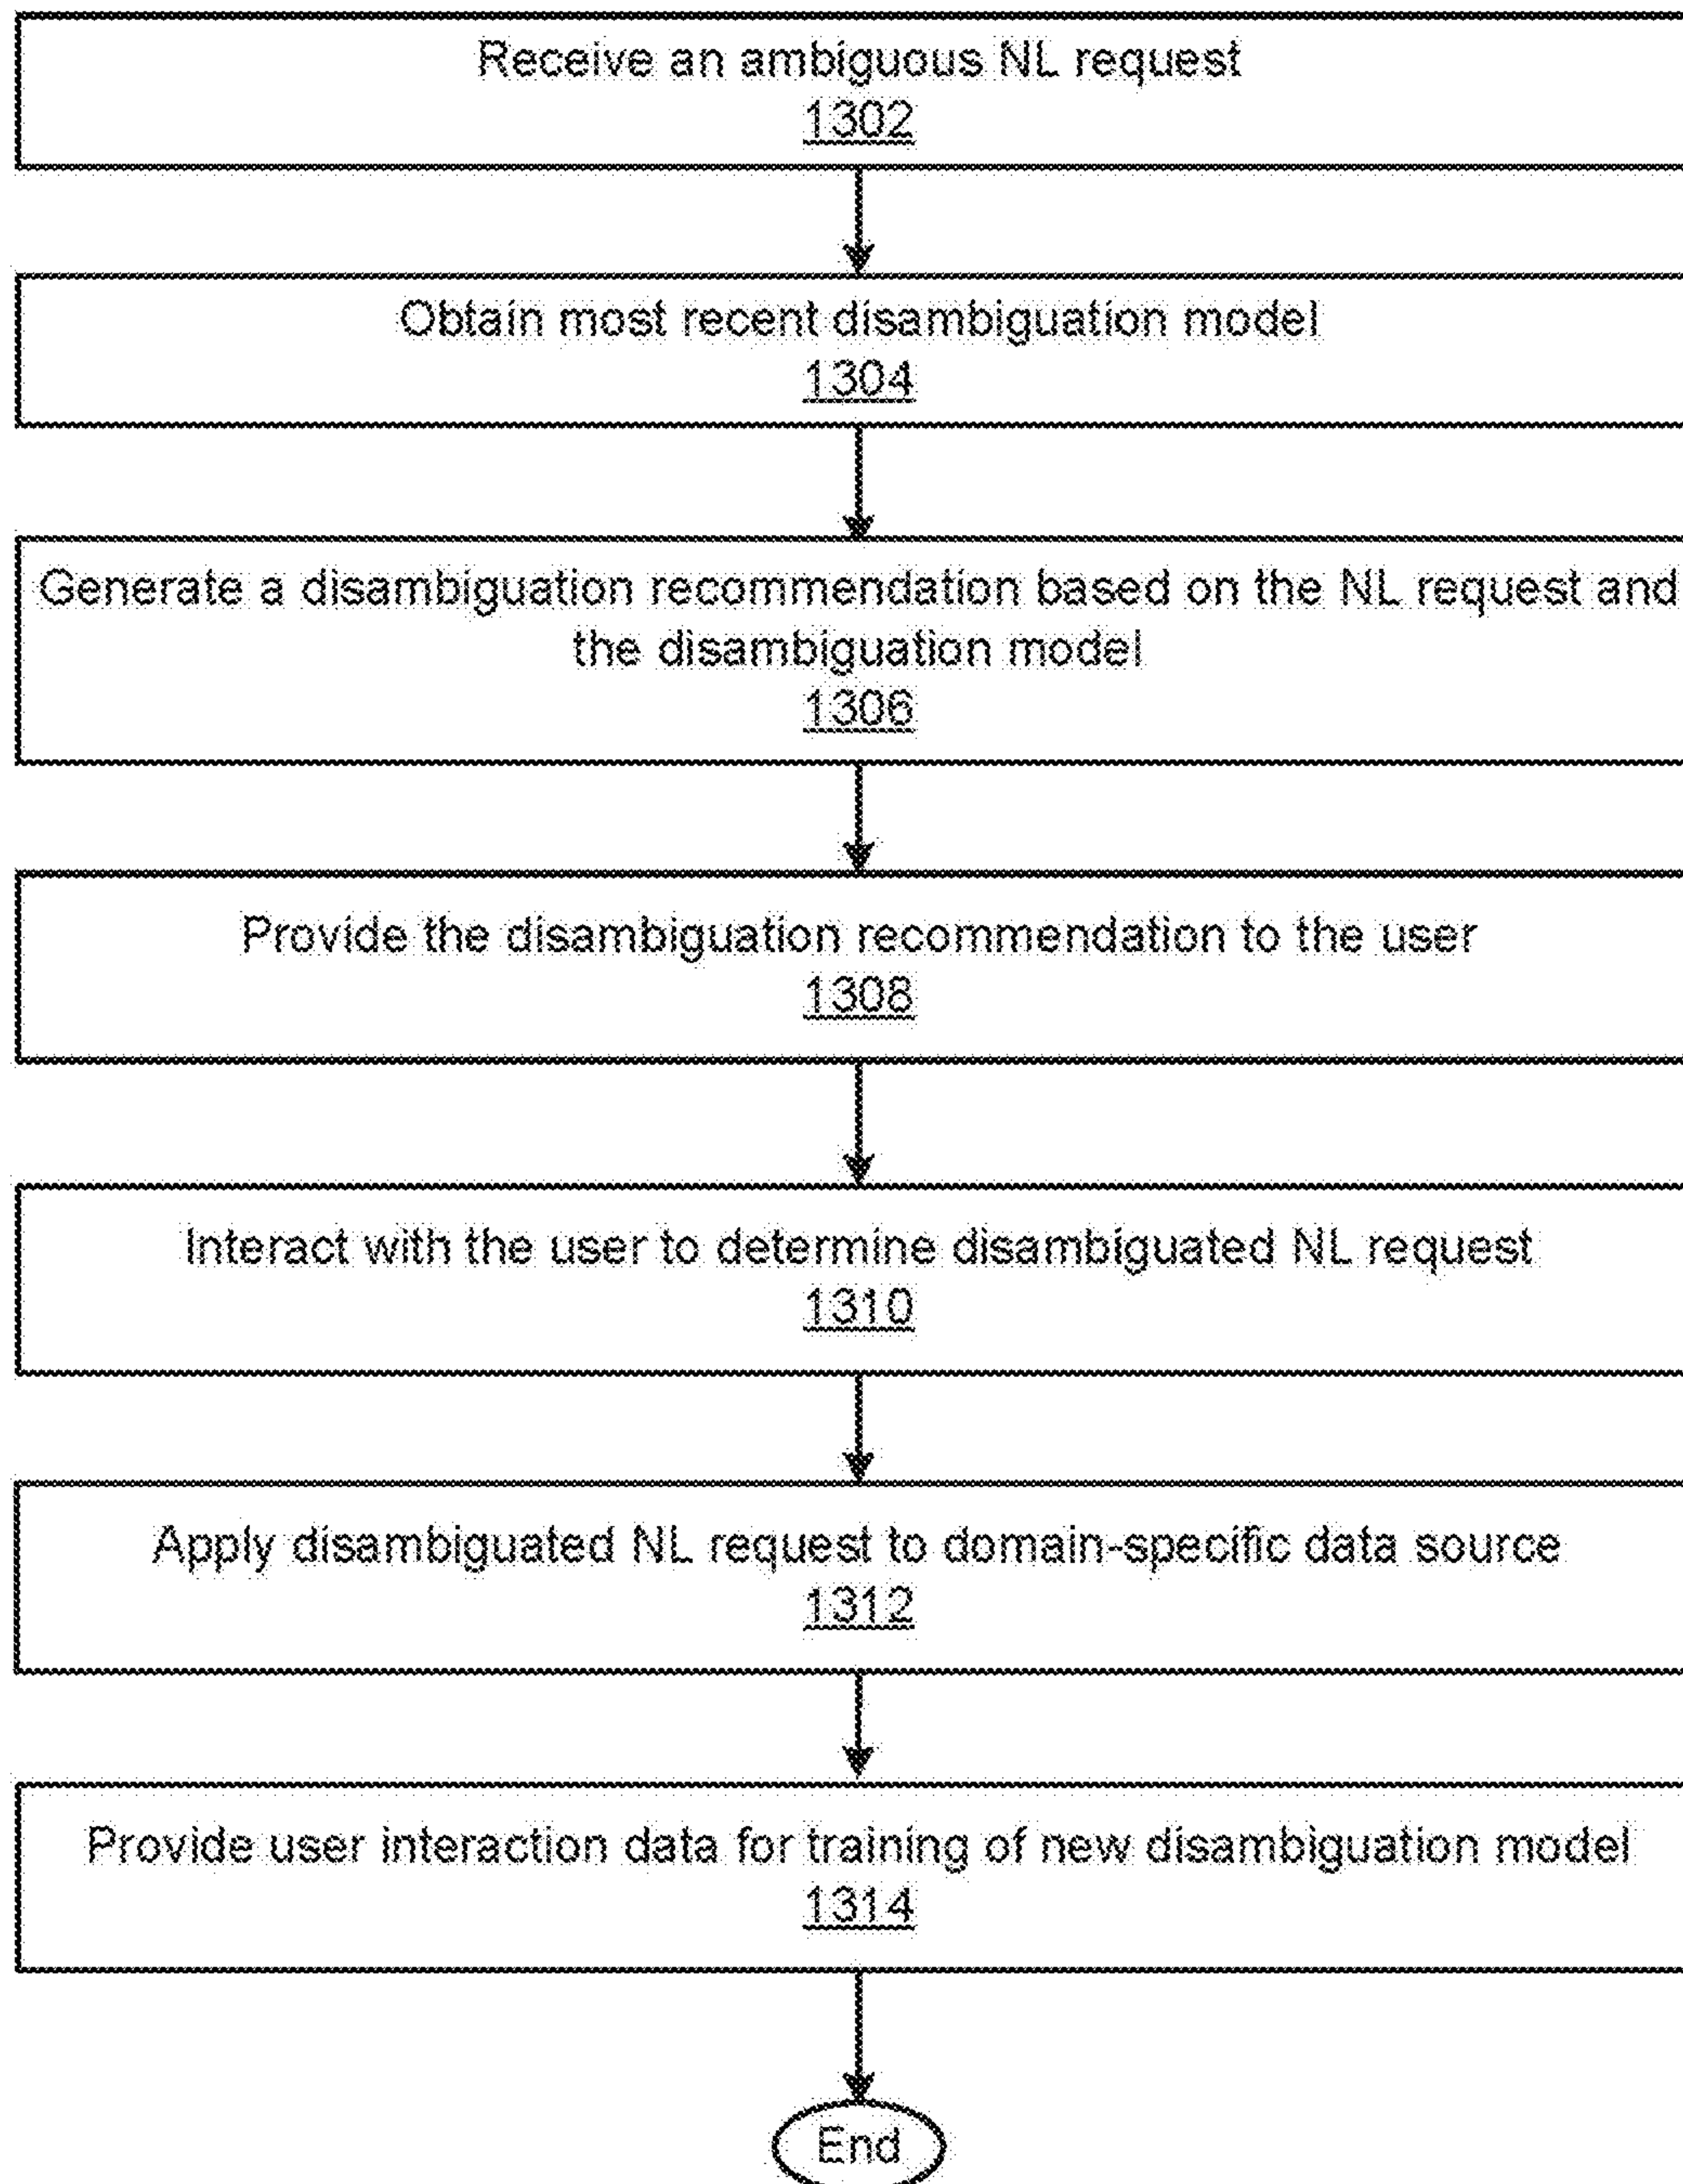 Receive an ambiguous NL request
1302
Obtain most recent disambiguation model
1304
Generate a disambiguation recommendation based on the NL request and
the disambiguation model
1306
Provide the disambiguation recommendation to the user
1308
Interact with the user to determine disambiguated NL request
1310
Apply disambiguated NL request to domain-specific data source
1312
Provide user interaction data for training of new disambiguation model
1314
End